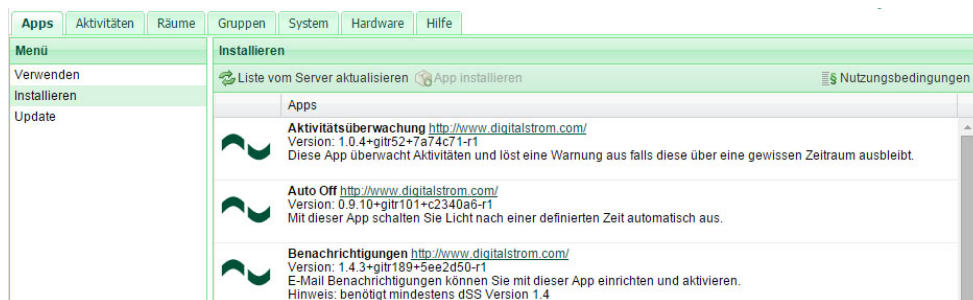 Apps Aktivitäten Räume Gruppen System Hardware Hilfe
Menü
Verwenden
Installieren
Update
Installieren
Liste vom Server aktualisieren App installieren § Nutzungsbedingungen
Apps
Aktivitätsüberwachung http://www.digitalstrom.com/
Version: 1.0.4+gitr52+7a74c71-r1
Diese App überwacht Aktivitäten und löst eine Warnung aus falls diese über eine gewissen Zeitraum ausbleibt.
Auto Off http://www.digitalstrom.com/
Version: 0.9.10+gitr101+c2340a6-r1
Mit dieser App schalten Sie Licht nach einer definierten Zeit automatisch aus.
Benachrichtigungen http://www.digitalstrom.com/
Version: 1.4.3+gitr189+5ee2d50-r1
E-Mail Benachrichtigungen können Sie mit dieser App einrichten und aktivieren.
Hinweis: benötigt mindestens dSS Version 1.4